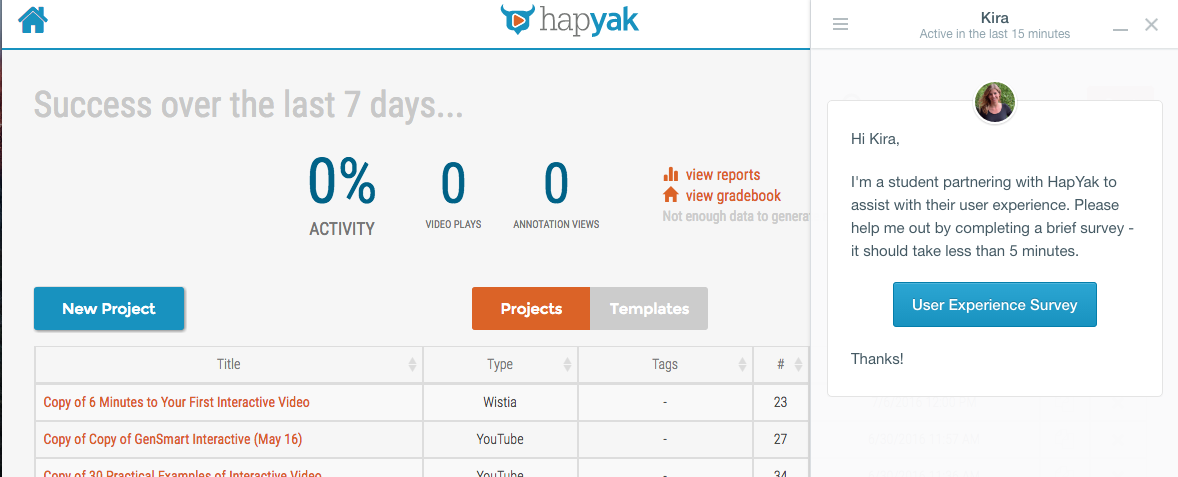 hapyak
Kira
Active in the last 15 minutes
Success over the last 7 days...
0%
ACTIVITY
0
VIDEO PLAYS
0
ANNOTATION VIEWS
view reports
view gradebook
Not enough data to genera
New Project
Projects
Templates
Title Type Tags #
Copy of 6 Minutes to Your First Interactive Video Wistia - 23
Copy of Copy of GenSmart Interactive (May 16) YouTube - 27
Copy of 30 Practical Examples of Interactive Video YouTube - 34
Hi Kira,
I'm a student partnering with HapYak to
assist with their user experience. Please
help me out by completing a brief survey -
it should take less than 5 minutes.
User Experience Survey
Thanks!